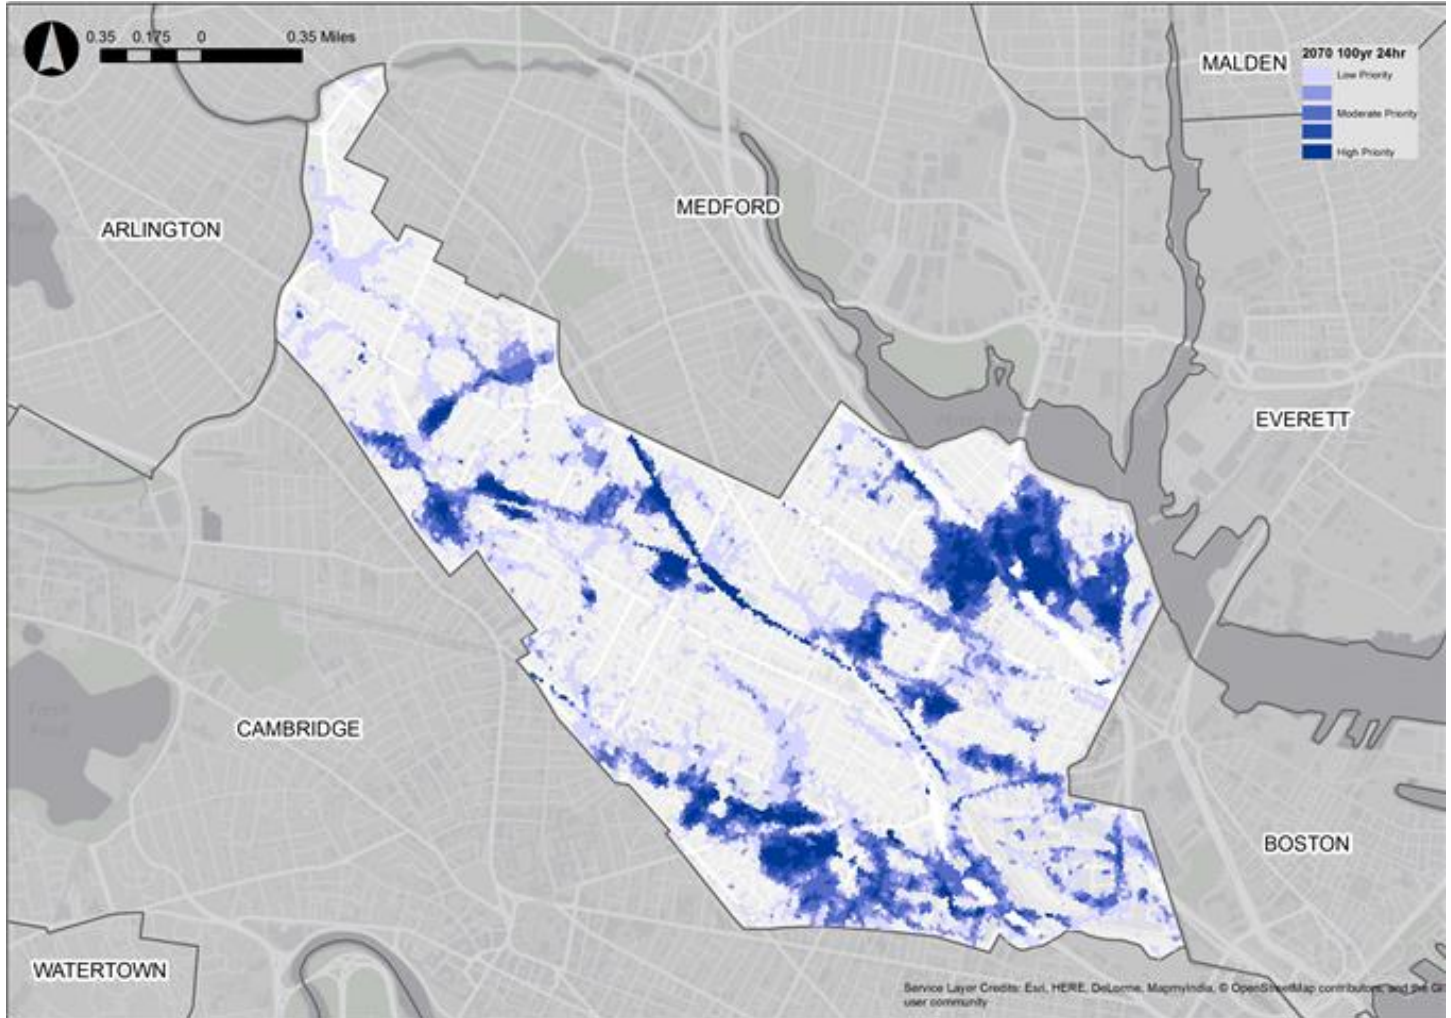 0.35 0.175 0 0.35 Miles
MALDEN
2070 100yr 24hr
Low Priority
Moderate Priority
High Priority
MEDFORD
ARLINGTON
EVERETT
CAMBRIDGE
BOSTON
WATERTOWN
Service Layer Credits: Esri, HERE, DeLorme, MapmyIndia, © OpenStreetMap contributors, and the GI
user community